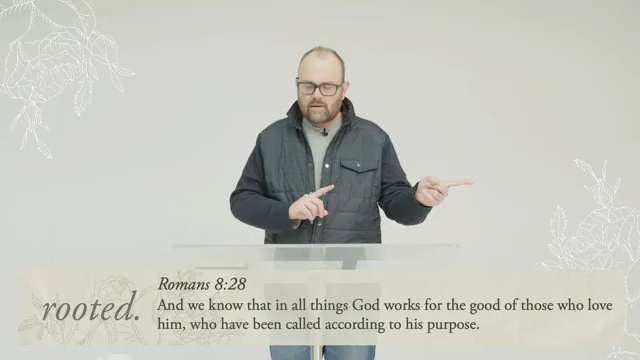 rooted.
Romans 8:28
And we know that in all things God works for the good of those who love
him, who have been called according to his purpose.